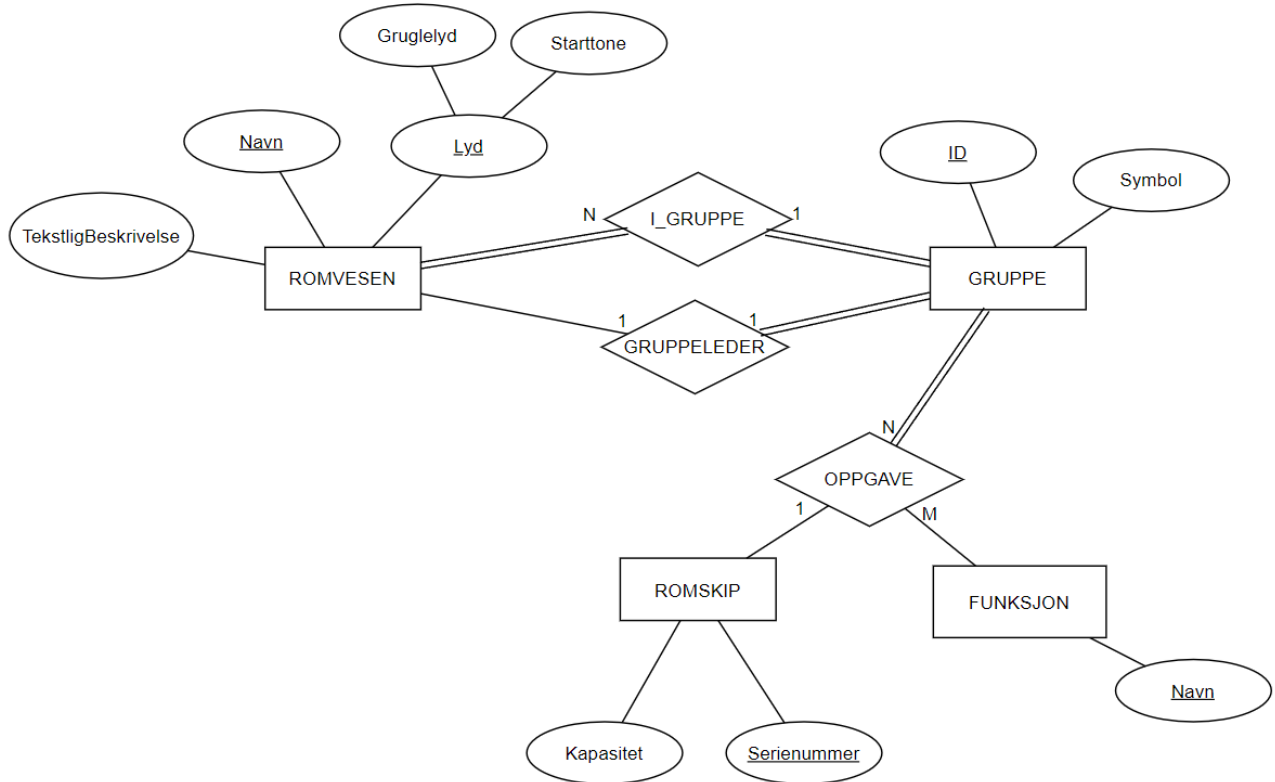 Gruglelyd
Starttone
Navn
Lyd
ID
Symbol
TekstligBeskrivelse
N
I_GRUPPE
1
ROMVESEN
GRUPPE
1
1
GRUPPELEDER
N
OPPGAVE
1
M
ROMSKIP
FUNKSJON
Navn
Kapasitet
Serienummer